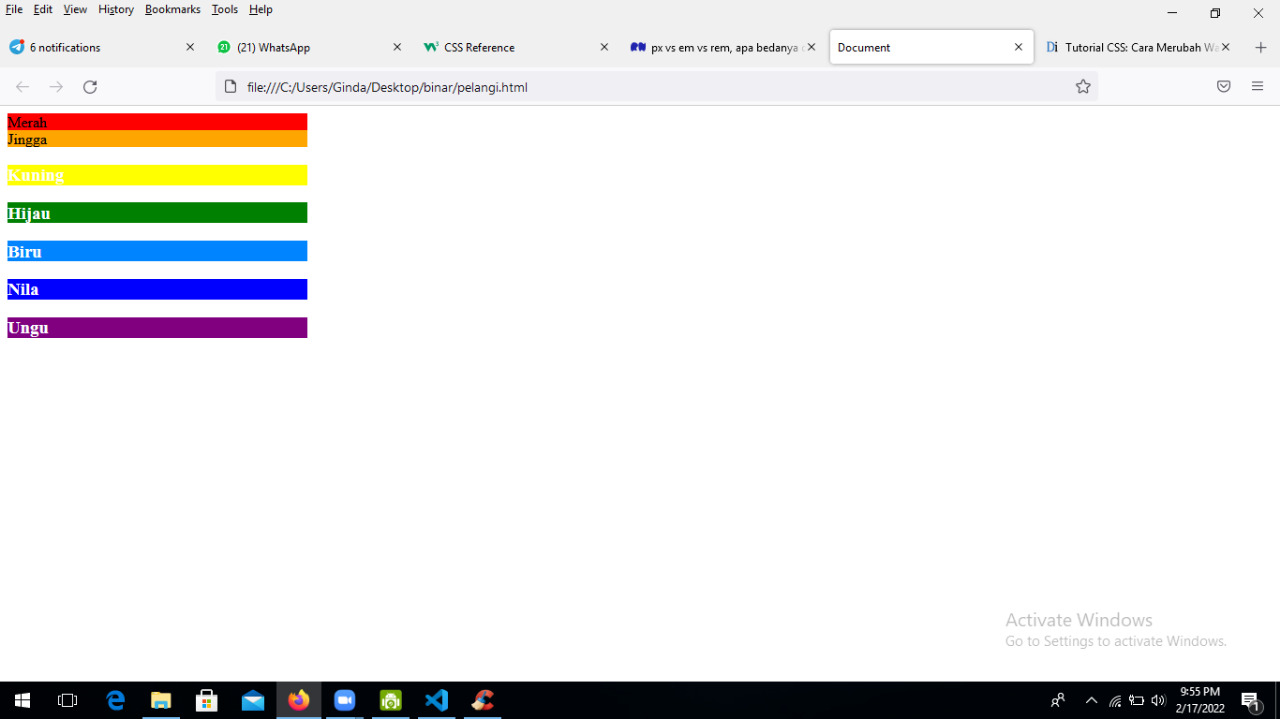 File Edit View History Bookmarks Tools Help
6 notifications
(21) WhatsApp
CSS Reference
px vs em vs rem, apa bedanya
Document
Di Tutorial CSS: Cara Merubah
file:///C:/Users/Ginda/Desktop/binar/pelangi.html
Merah
Jingga
Kuning
Hijau
Biru
Nila
Ungu
Activate Windows
Go to Settings to activate Windows.
9:55 PM
2/17/2022
1